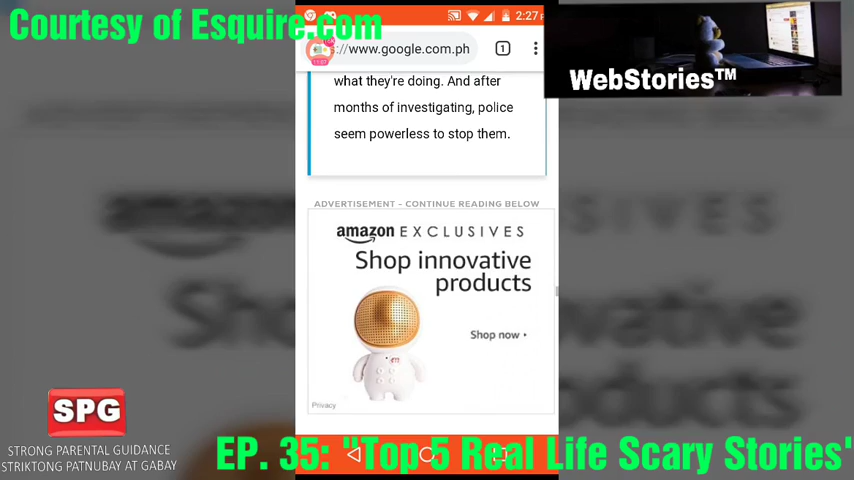 Courtesy of Esquire.com
2:27
://www.google.com.ph
1
WebStories™
what they're doing. And after
months of investigating, police
seem powerless to stop them.
ADVERTISEMENT - CONTINUE READING BELOW
amazon EXCLUSIVES
Shop innovative
products
Shop now
Privacy
SPG
STRONG PARENTAL GUIDANCE
STRIKTONG PATNUBAY AT GABAY
EP. 35: "Top 5 Real Life Scary Stories"